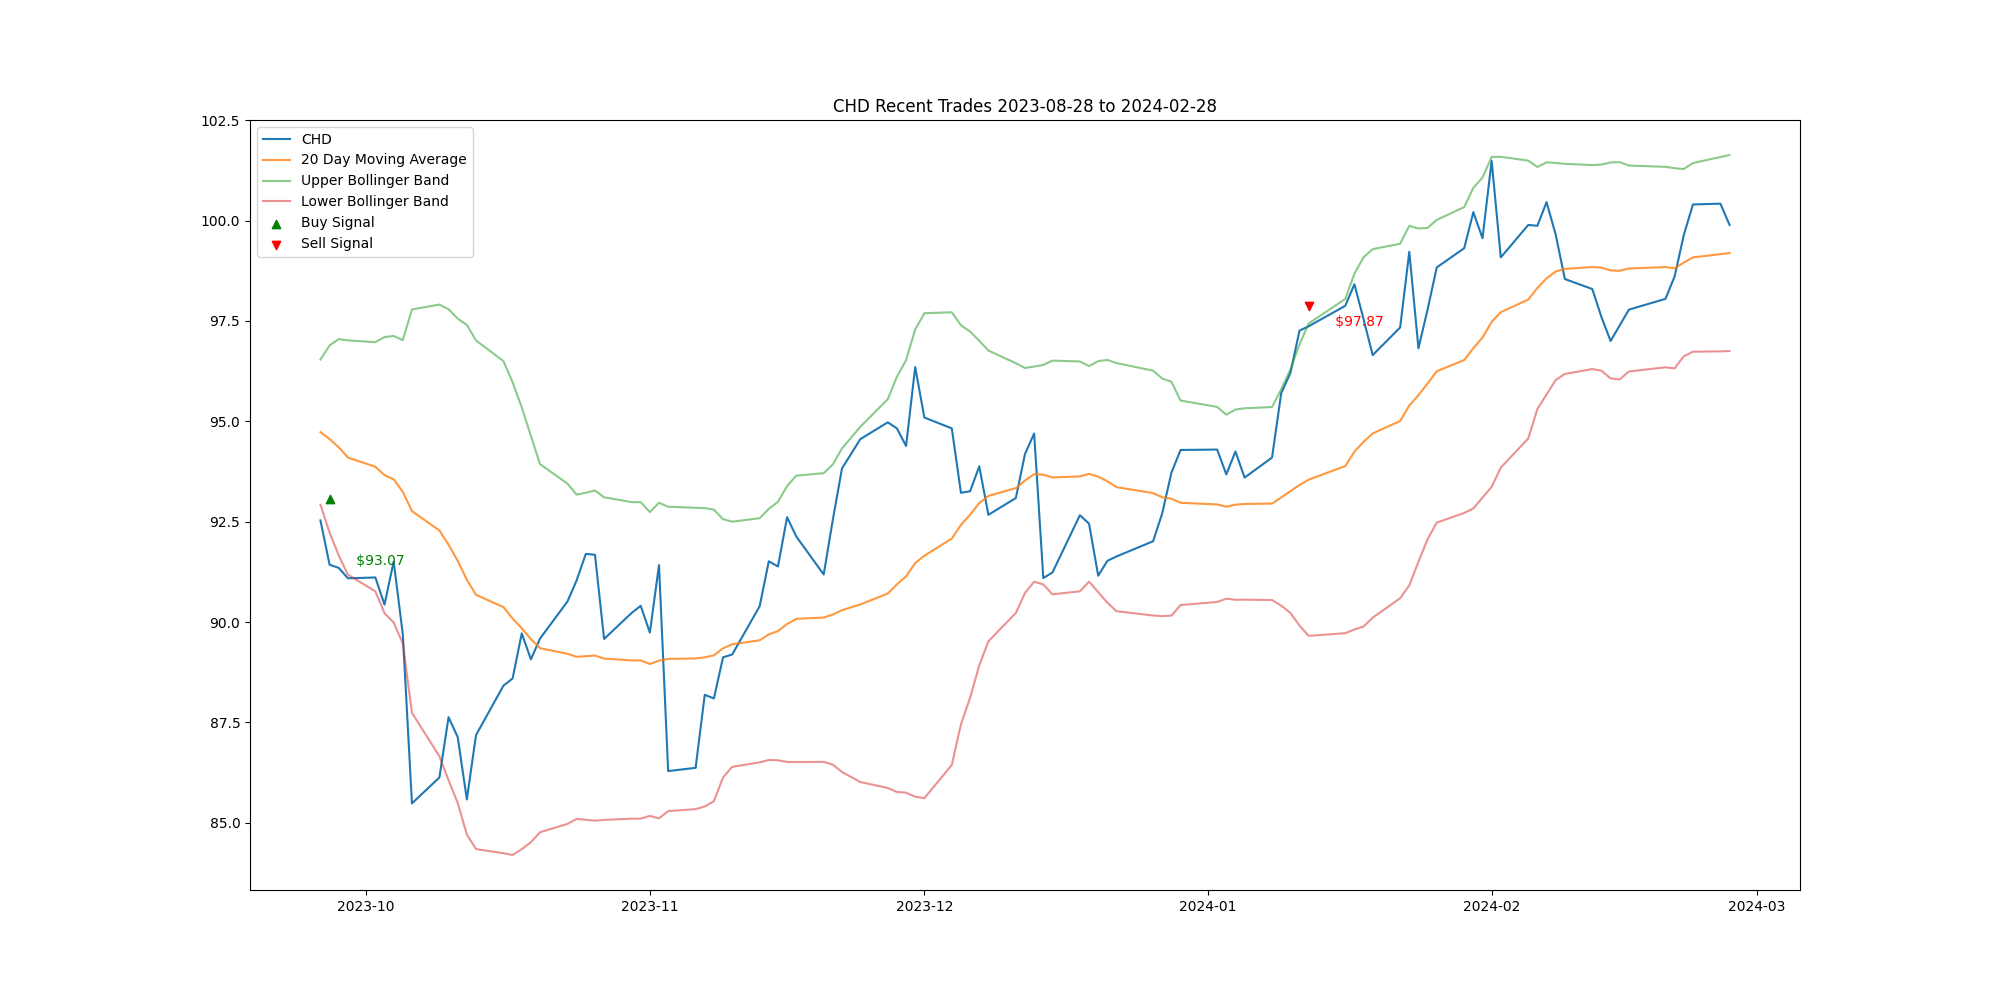 CHD Recent Trades 2023-08-28 to 2024-02-28
102.5
100.0
97.5
95.0
92.5
90.0
87.5
85.0
CHD
20 Day Moving Average
Upper Bollinger Band
Lower Bollinger Band
Buy Signal
Sell Signal
$97.87
$93.07
2023-10 2023-11 2023-12 2024-01 2024-02 2024-03